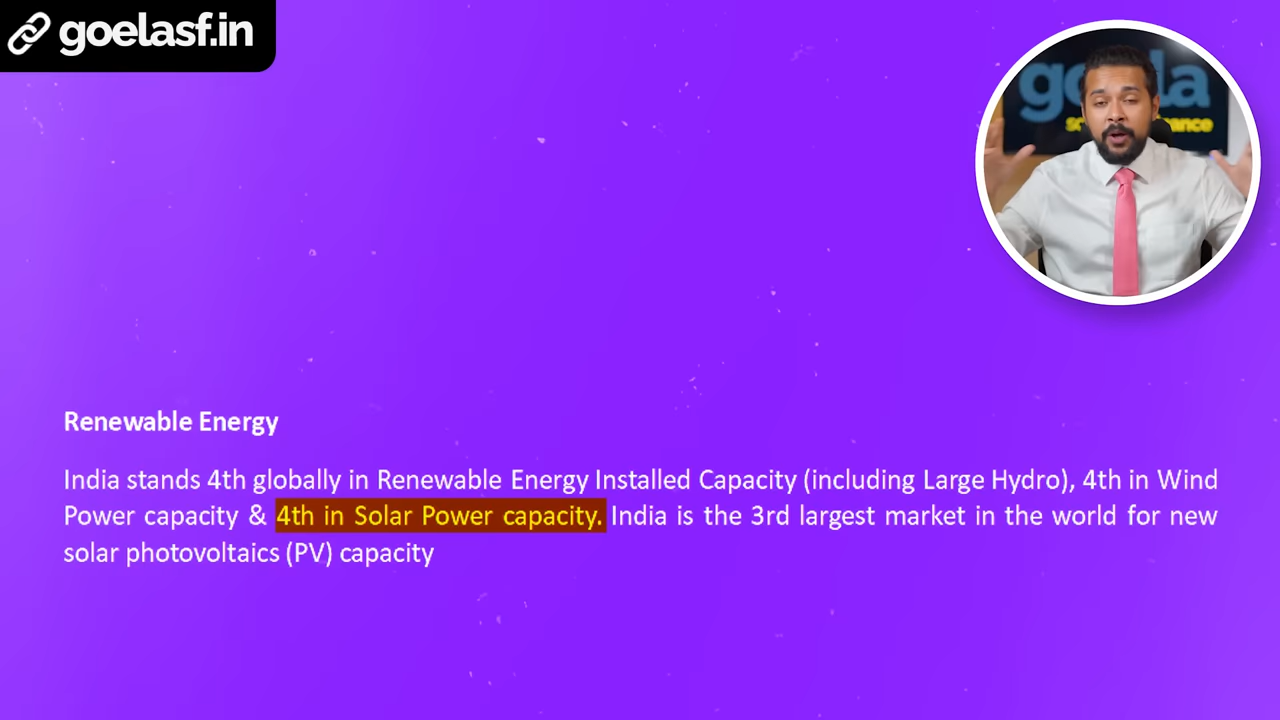 goelasf.in
Renewable Energy
India stands 4th globally in Renewable Energy Installed Capacity (including Large Hydro), 4th in Wind
Power capacity & 4th in Solar Power capacity. India is the 3rd largest market in the world for new
solar photovoltaics (PV) capacity